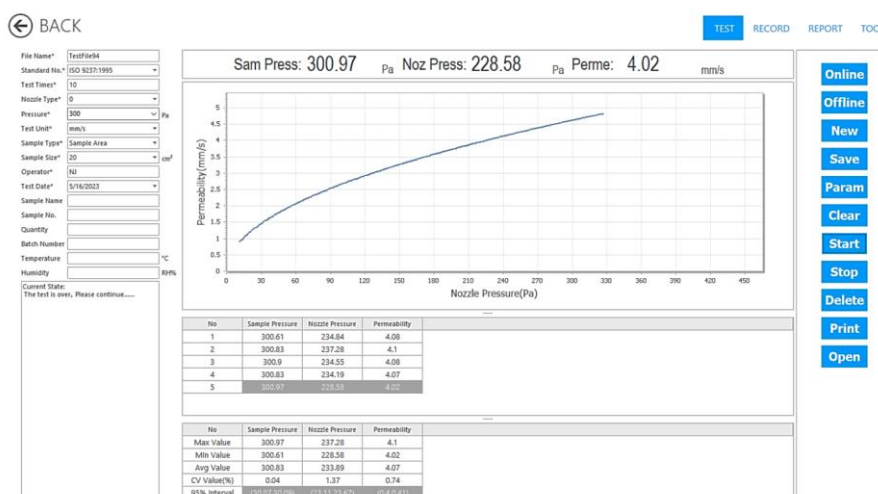 BACK
TEST RECORD REPORT TOO
File Name* TestFile94
Standard No.* ISO 9237:1995
Test Times* 10
Nozzle Type* 0
Pressure* 300 Pa
Test Unit* mm/s
Sample Type* Sample Area
Sample Size* 20 cm²
Operator* NJ
Test Date* 5/16/2023
Sample Name
Sample No.
Quantity
Batch Number
Temperature °C
Humidity RH%
Current State:
The test is over, Please continue......
Sam Press: 300.97 Pa Noz Press: 228.58 Pa Perme: 4.02 mm/s
Permeability(mm/s)
5
4.5
4
3.5
3
2.5
2
1.5
1
0.5
0
0 30 60 90 120 150 180 210 240 270 300 330 360 390 420 450
Nozzle Pressure(Pa)
No Sample Pressure Nozzle Pressure Permeability
1 300.61 234.84 4.08
2 300.83 237.28 4.1
3 300.9 234.55 4.08
4 300.83 234.19 4.07
5 300.97 228.58 4.02
No Sample Pressure Nozzle Pressure Permeability
Max Value 300.97 237.28 4.1
Min Value 300.61 228.58 4.02
Avg Value 300.83 233.89 4.07
CV Value(%) 0.04 1.37 0.74
95% Interval
Online
Offline
New
Save
Param
Clear
Start
Stop
Delete
Print
Open